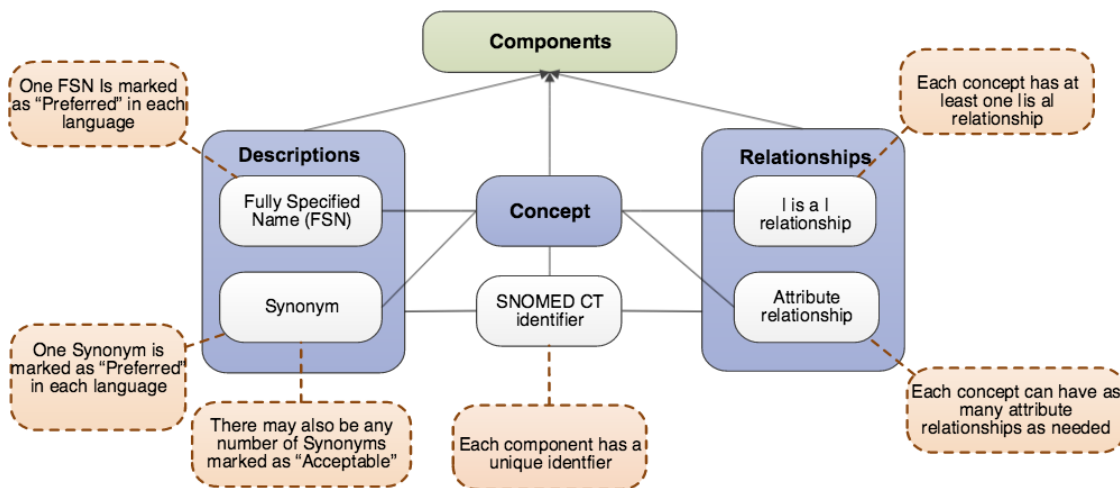 Components
One FSN Is marked
as “Preferred” in each
language
Each concept has at
least one |is a|
relationship
Descriptions
Fully Specified
Name (FSN)
Synonym
Concept
SNOMED CT
identifier
Relationships
| is a |
relationship
Attribute
relationship
One Synonym is
marked as “Preferred”
in each language
There may also be any
number of Synonyms
marked as “Acceptable”
Each component has a
unique identfier
Each concept can have as
many attribute
relationships as needed